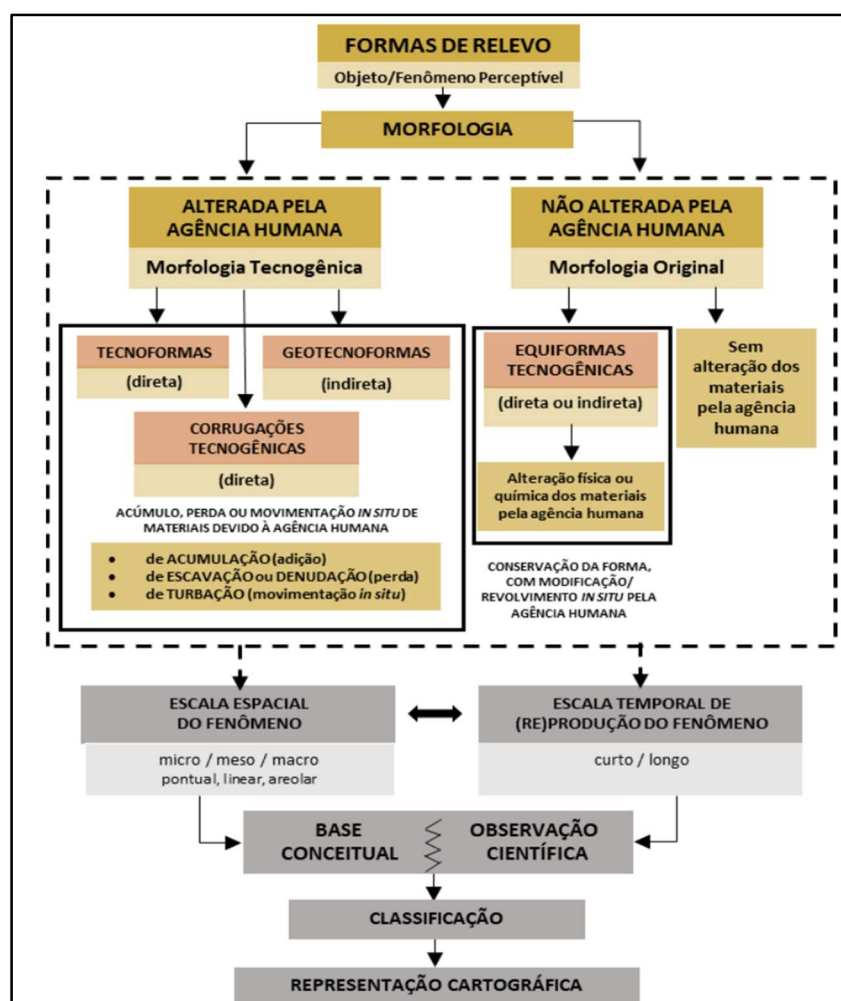 FORMAS DE RELEVO
Objeto/Fenômeno Perceptível
MORFOLOGIA
ALTERADA PELA
AGÊNCIA HUMANA
Morfologia Tecnogênica
NÃO ALTERADA PELA
AGÊNCIA HUMANA
Morfologia Original
TECNOFORMAS
(direta)
GEOTECNOFORMAS
(indireta)
CORRUGAÇÕES
TECNOGÊNICAS
(direta)
ACÚMULO, PERDA OU MOVIMENTAÇÃO IN SITU DE
MATERIAIS DEVIDO À AGÊNCIA HUMANA
• de ACUMULAÇÃO (adição)
• de ESCAVAÇÃO ou DENUDAÇÃO (perda)
• de TURBAÇÃO (movimentação in situ)
EQUIFORMAS
TECNOGÊNICAS
(direta ou indireta)
Alteração física ou
química dos materiais
pela agência humana
CONSERVAÇÃO DA FORMA,
COM MODIFICAÇÃO/
REVOLVIMENTO IN SITU PELA
AGÊNCIA HUMANA
Sem
alteração dos
materiais
pela agência
humana
ESCALA ESPACIAL
DO FENÔMENO
micro / meso / macro
pontual, linear, areolar
ESCALA TEMPORAL DE
(RE)PRODUÇÃO DO FENÔMENO
curto / longo
BASE
CONCEITUAL
OBSERVAÇÃO
CIENTÍFICA
CLASSIFICAÇÃO
REPRESENTAÇÃO CARTOGRÁFICA